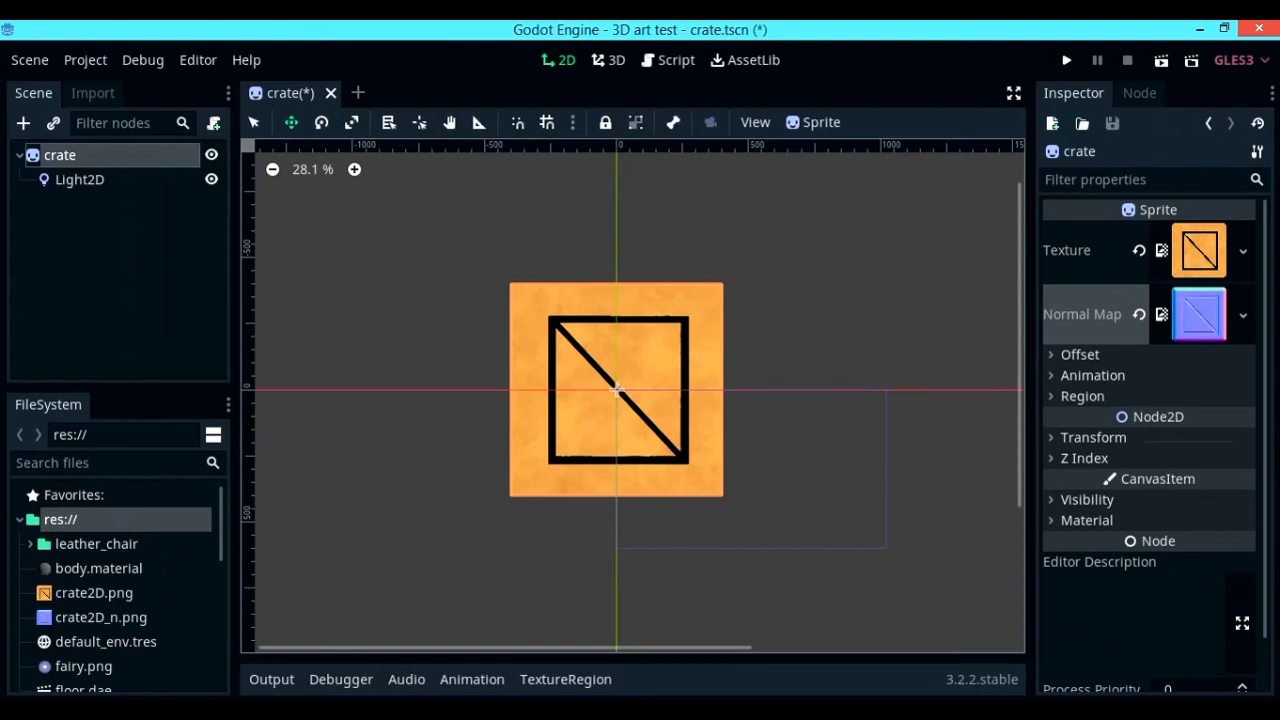 Godot Engine - 3D art test - crate.tscn (*)
Scene Project Debug Editor Help 2D 3D Script AssetLib GLES3
Scene Import crate(*) Inspector Node
Filter nodes View Sprite
crate -1000 -500 0 500 1000 crate
28.1 %
Light2D Filter properties
Sprite
Texture
Normal Map
Offset
Animation
Region
FileSystem Node2D
res:// Transform
Search files Z Index
CanvasItem
Favorites: Visibility
res:// Material
leather_chair Node
body.material Editor Description
crate2D.png
crate2D_n.png
default_env.tres
fairy.png
floor.dae Process Priority 0
Output Debugger Audio Animation TextureRegion 3.2.2.stable